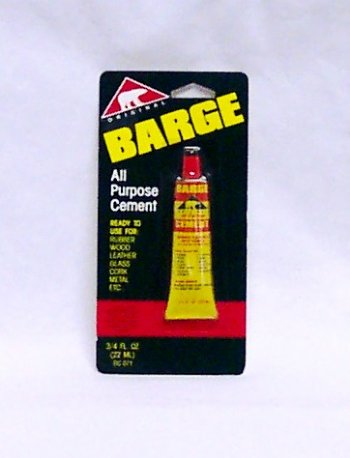 ORIGINAL
BARGE
All
Purpose
Cement
READY TO
USE FOR:
RUBBER
WOOD
LEATHER
GLASS
CORK
METAL
ETC.
3/4 FL. OZ
(22 ML)
BARGE
CEMENT